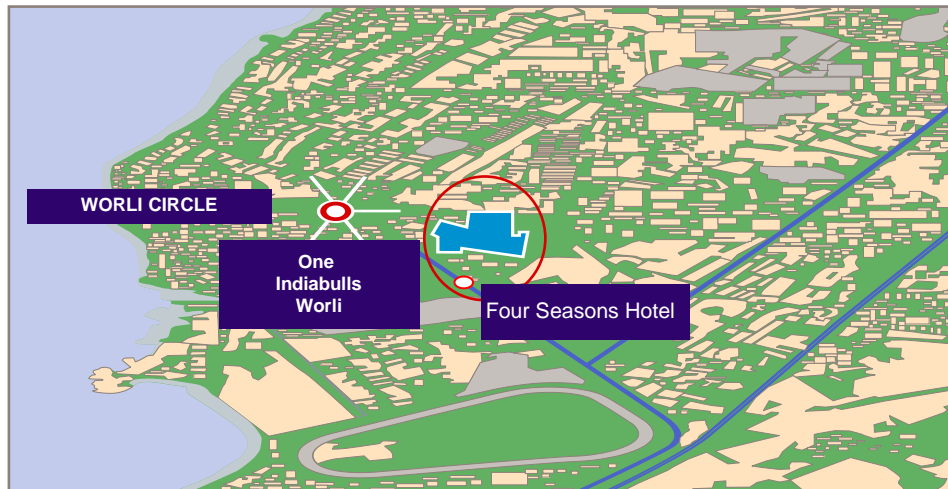 WORLI CIRCLE
One
Indiabulls
Worli
Four Seasons Hotel